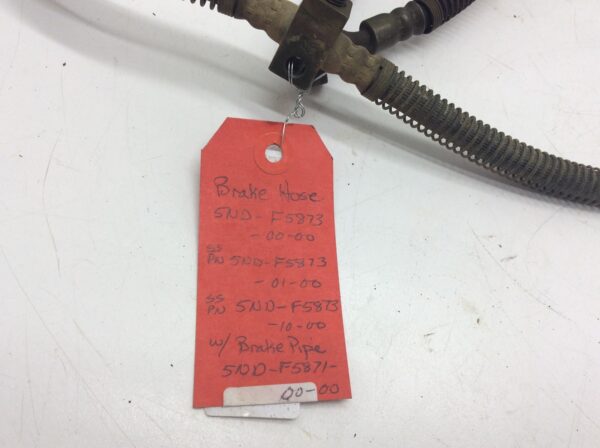 Brake Hose
5ND-F5873
-00-00
SS
PN 5ND-F5873
-01-00
SS
PN 5ND-F5873
-10-00
w/ Brake Pipe
5ND-F5871-
00-00